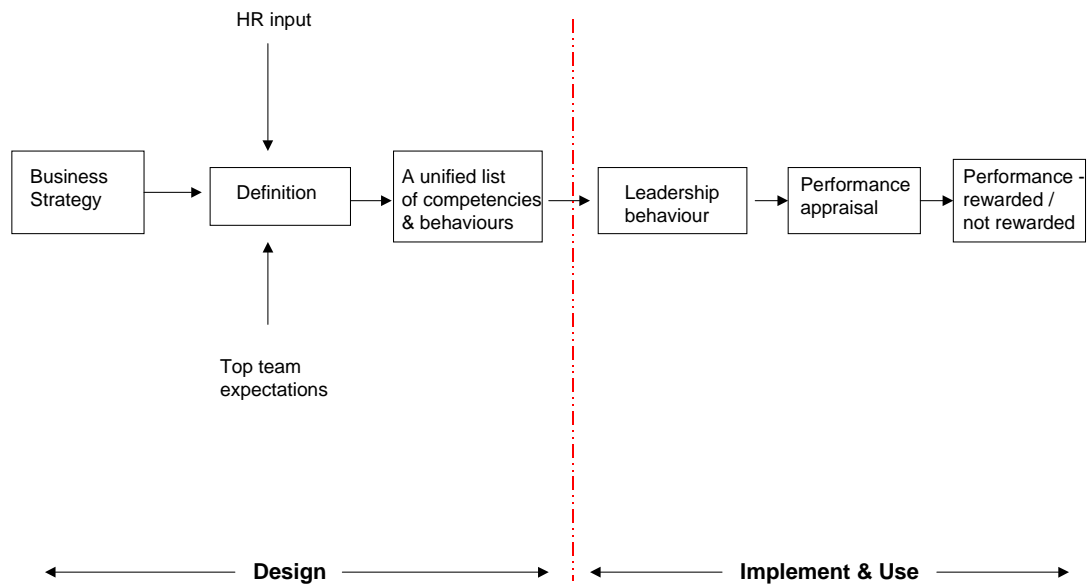 HR input
Business
Strategy
Definition
A unified list
of competencies
& behaviours
Leadership
behaviour
Performance
appraisal
Performance -
rewarded /
not rewarded
Top team
expectations
Design
Implement & Use